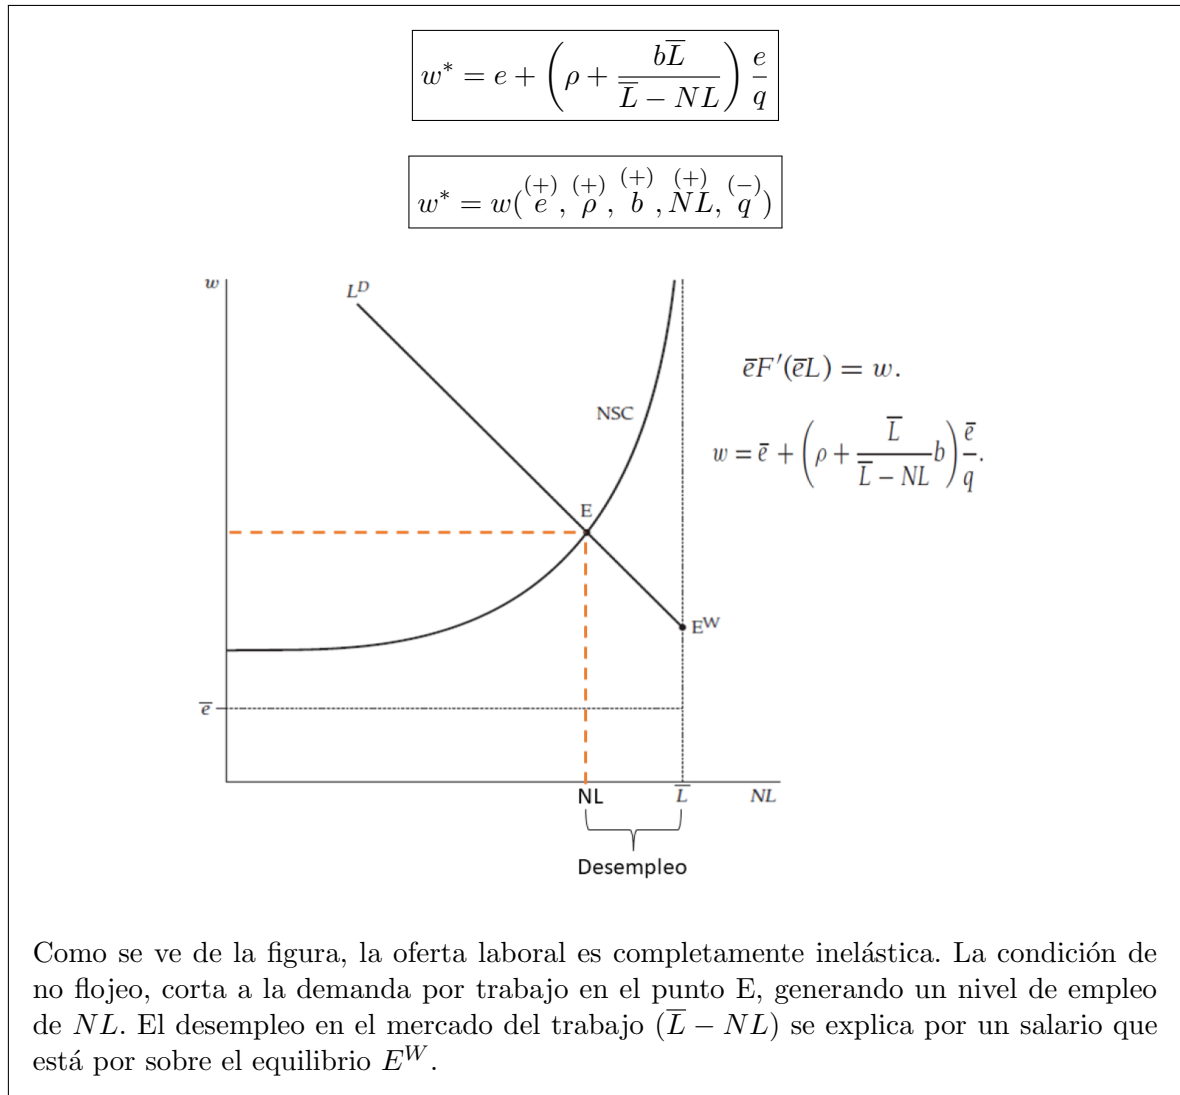 w* = e + (ρ + bL̅ / (L̅ − NL)) e/q
w* = w(e^{(+)}, ρ^{(+)}, b^{(+)}, NL^{(+)}, q^{(−)})
w
L^D
e̅F′(e̅L) = w.
NSC
w = e̅ + (ρ + L̅ / (L̅ − NL) b) e̅/q.
E
E^W
e̅
NL L̅ NL
Desempleo
Como se ve de la figura, la oferta laboral es completamente inelástica. La condición de
no flojeo, corta a la demanda por trabajo en el punto E, generando un nivel de empleo
de NL. El desempleo en el mercado del trabajo (L̅ − NL) se explica por un salario que
está por sobre el equilibrio E^W.